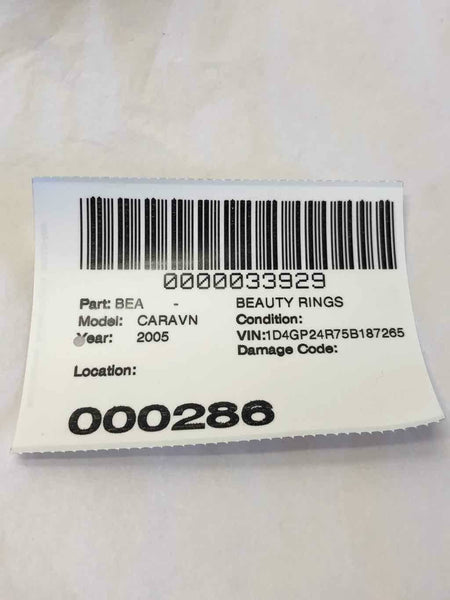 0000033929
Part: BEA - BEAUTY RINGS
Model: CARAVN Condition:
Year: 2005 VIN:1D4GP24R75B187265
Damage Code:
Location:
000286